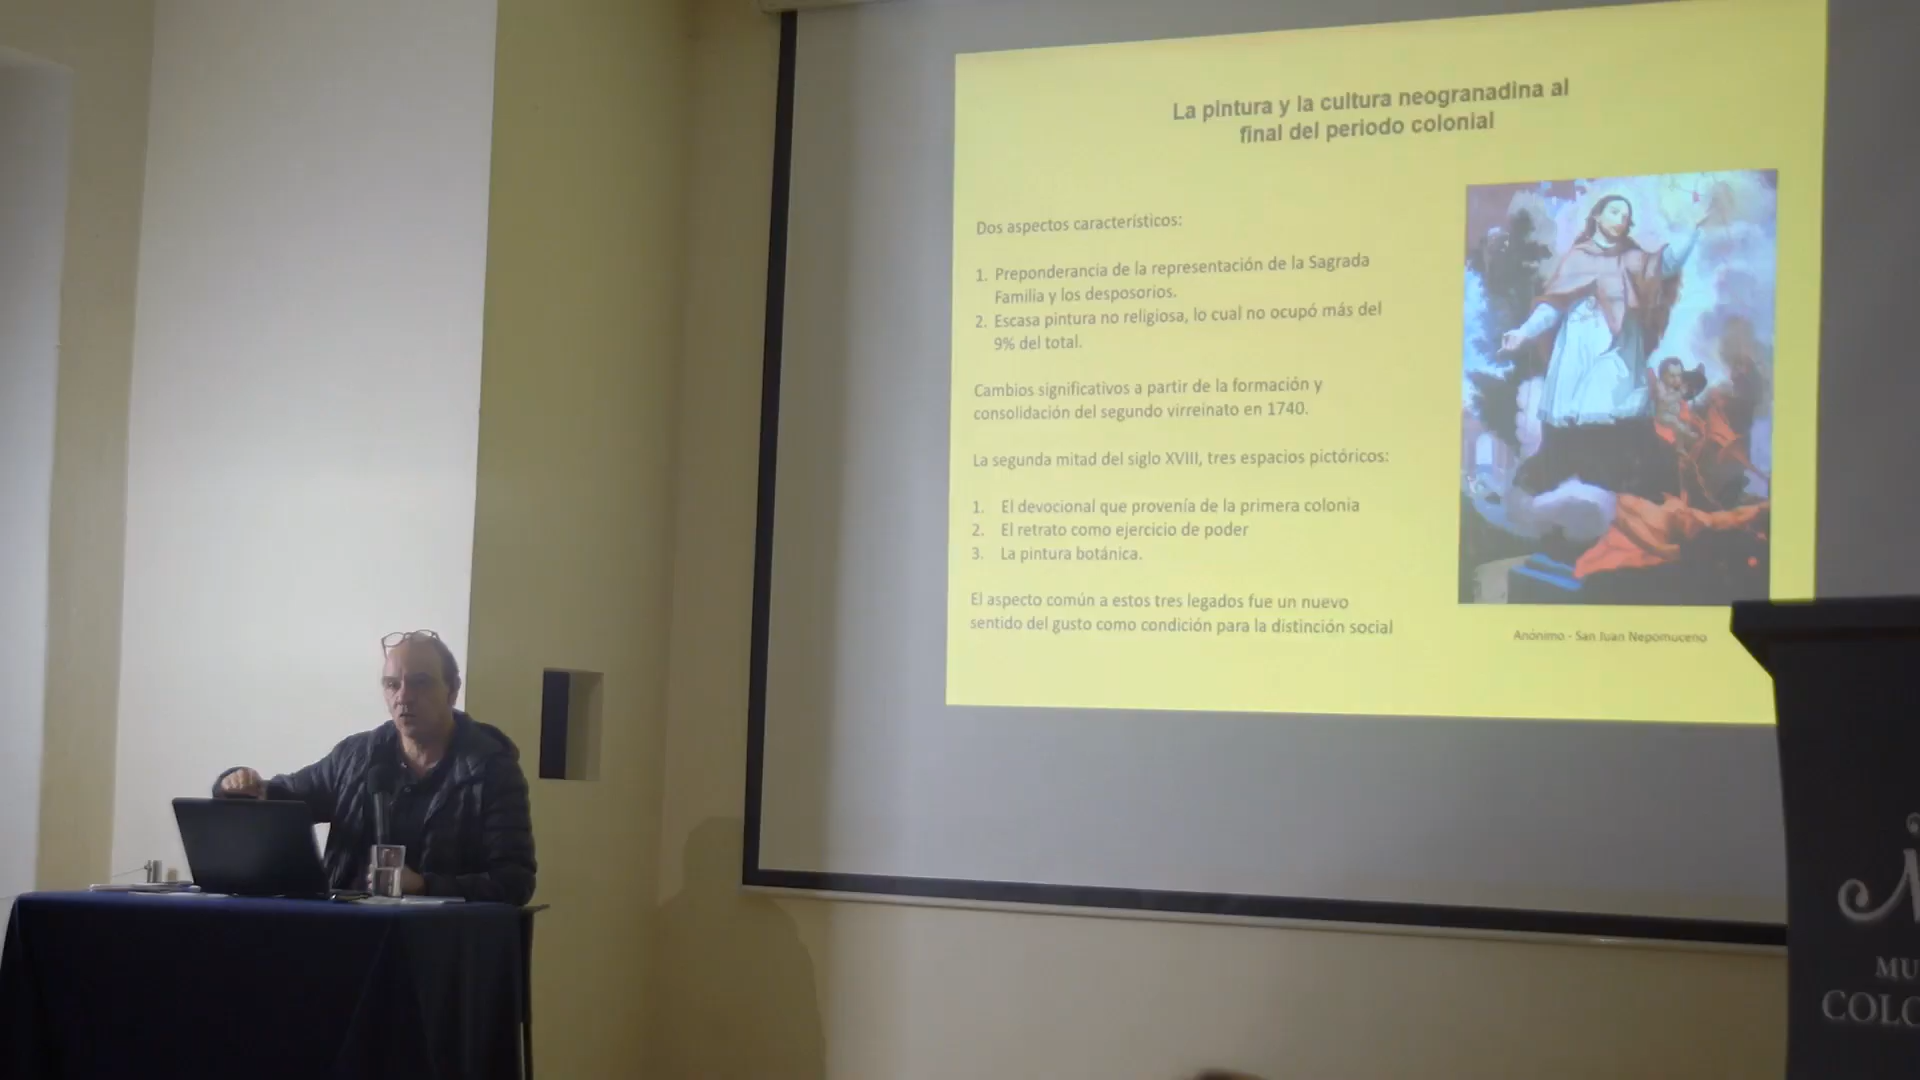 La pintura y la cultura neogranadina al
final del periodo colonial
Dos aspectos característicos:
1. Preponderancia de la representación de la Sagrada
Familia y los desposorios.
2. Escasa pintura no religiosa, lo cual no ocupó más del
9% del total.
Cambios significativos a partir de la formación y
consolidación del segundo virreinato en 1740.
La segunda mitad del siglo XVIII, tres espacios pictóricos:
1. El devocional que provenía de la primera colonia
2. El retrato como ejercicio de poder
3. La pintura botánica.
El aspecto común a estos tres legados fue un nuevo
sentido del gusto como condición para la distinción social
Anónimo - San Juan Nepomuceno
MU
COLO